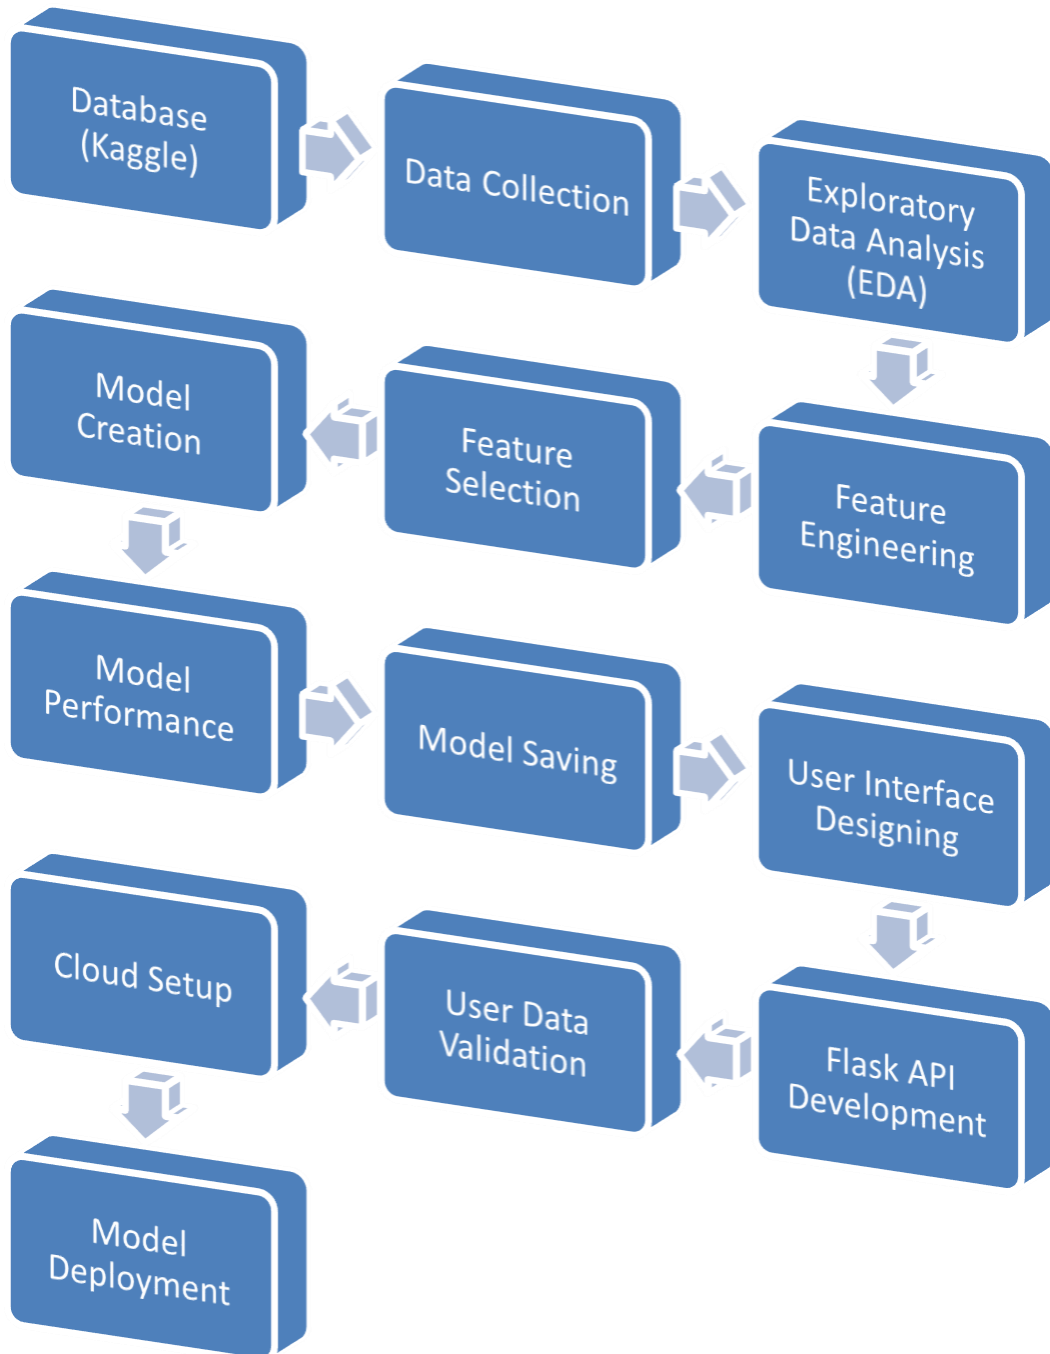 Database
(Kaggle)
Data Collection
Exploratory
Data Analysis
(EDA)
Feature
Engineering
Feature
Selection
Model
Creation
Model
Performance
Model Saving
User Interface
Designing
Flask API
Development
User Data
Validation
Cloud Setup
Model
Deployment